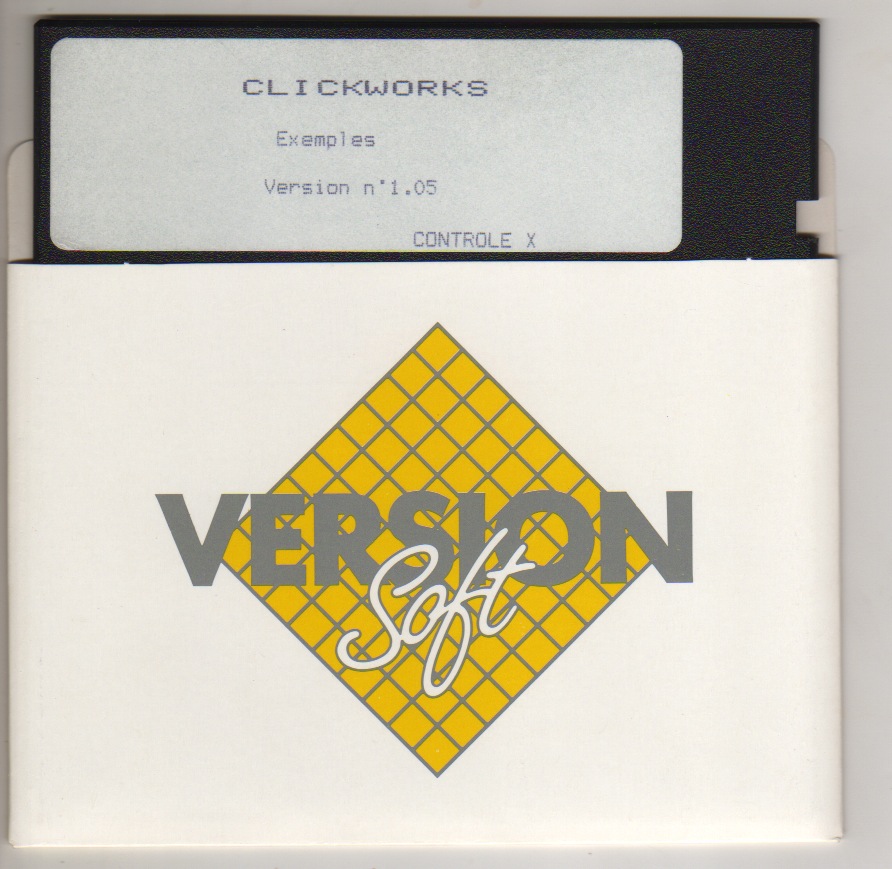 CLICKWORKS
Exemples
Version n°1.05
CONTROLE X
VERSION
Soft